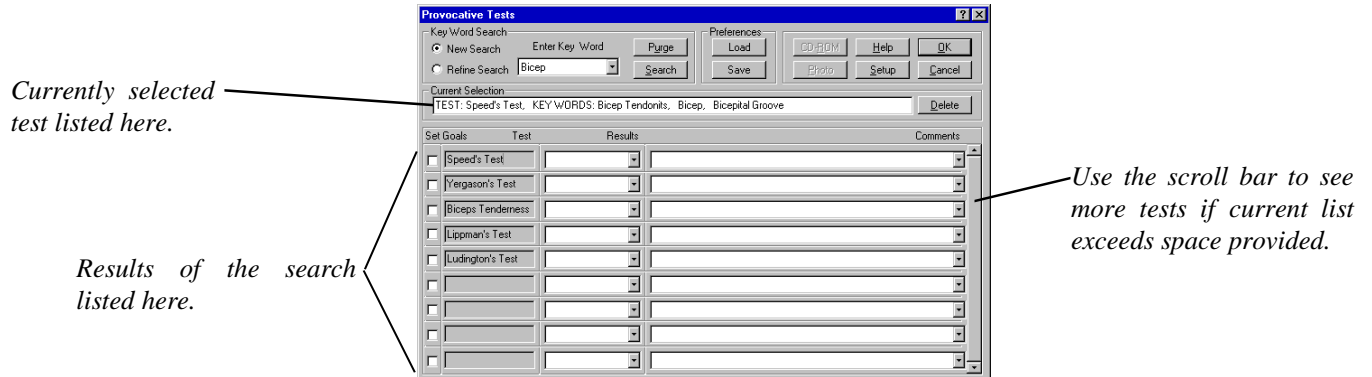 Provocative Tests
Key Word Search
Preferences
New Search Enter Key Word Purge Load CD-ROM Help OK
Refine Search Bicep Search Save Photo Setup Cancel
Currently selected
test listed here.
Current Selection
TEST: Speed's Test, KEY WORDS: Bicep Tendonits, Bicep, Bicepital Groove Delete
Set Goals Test Results Comments
Speed's Test
Yergason's Test
Biceps Tenderness
Lippman's Test
Ludington's Test
Use the scroll bar to see
more tests if current list
exceeds space provided.
Results of the search
listed here.